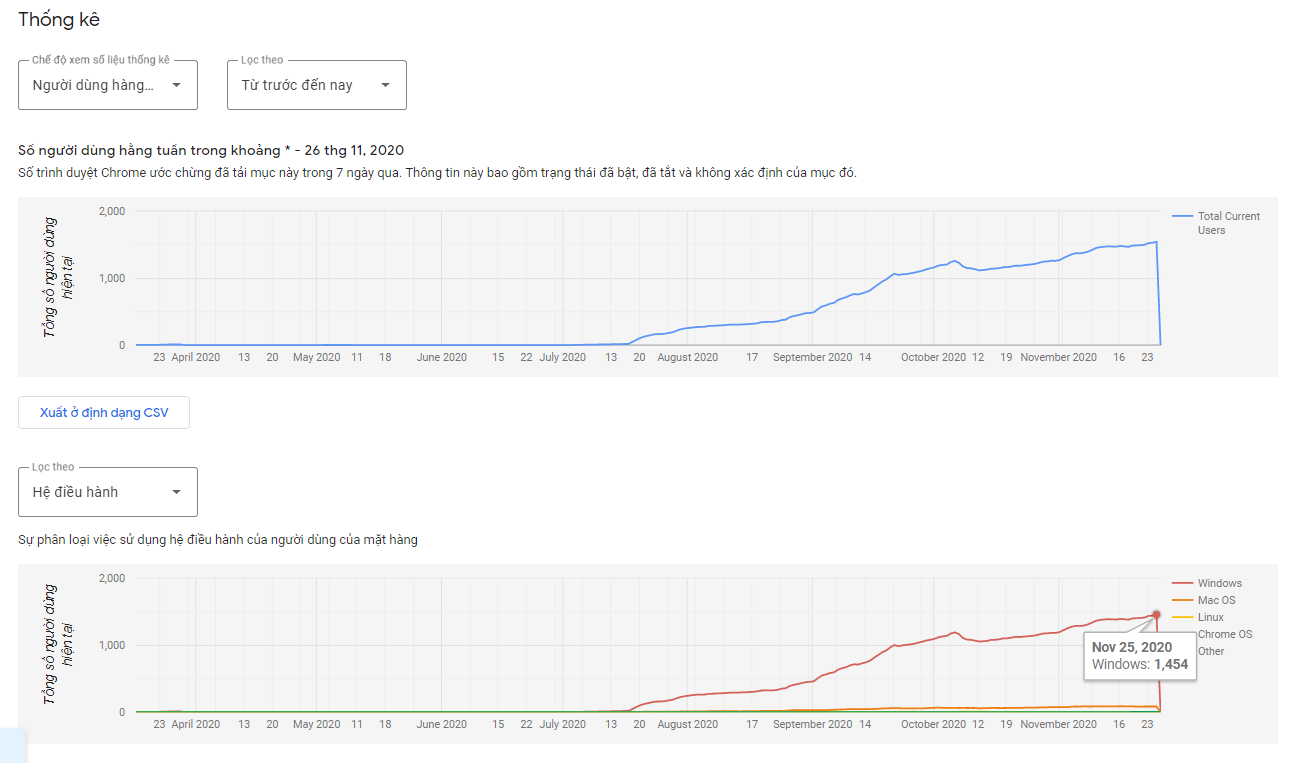 Thống kê
Chế độ xem số liệu thống kê
Người dùng hàng...
Lọc theo
Từ trước đến nay
Số người dùng hằng tuần trong khoảng * - 26 thg 11, 2020
Số trình duyệt Chrome ước chừng đã tải mục này trong 7 ngày qua. Thông tin này bao gồm trạng thái đã bật, đã tắt và không xác định của mục đó.
Tổng số người dùng
hiện tại
2,000
1,000
0
23 April 2020 13 20 May 2020 11 18 June 2020 15 22 July 2020 13 20 August 2020 17 September 2020 14 October 2020 12 19 November 2020 16 23
Total Current
Users
Xuất ở định dạng CSV
Lọc theo
Hệ điều hành
Sự phân loại việc sử dụng hệ điều hành của người dùng của mặt hàng
Tổng số người dùng
hiện tại
2,000
1,000
0
23 April 2020 13 20 May 2020 11 18 June 2020 15 22 July 2020 13 20 August 2020 17 September 2020 14 October 2020 12 19 November 2020 16 23
Windows
Mac OS
Linux
Chrome OS
Other
Nov 25, 2020
Windows: 1,454